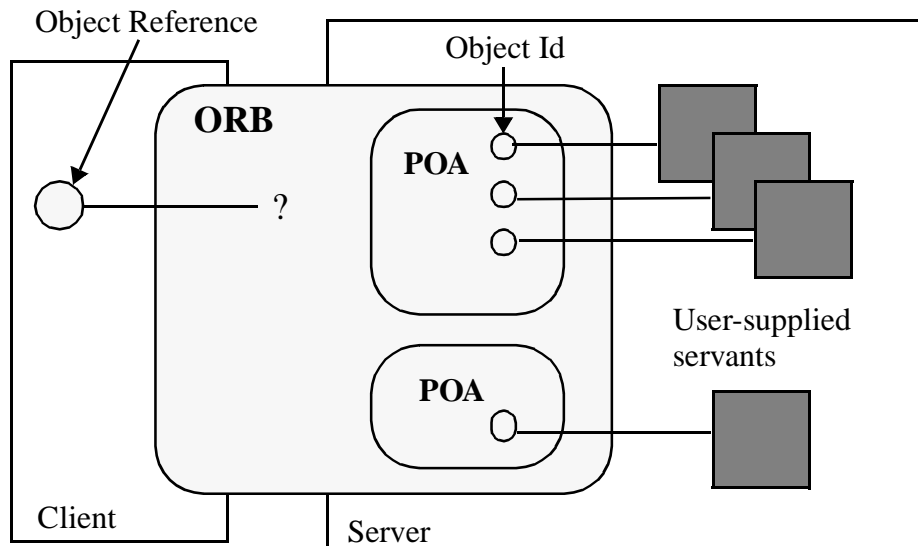 Object Reference
Object Id
ORB
POA
?
User-supplied
servants
POA
Client
Server